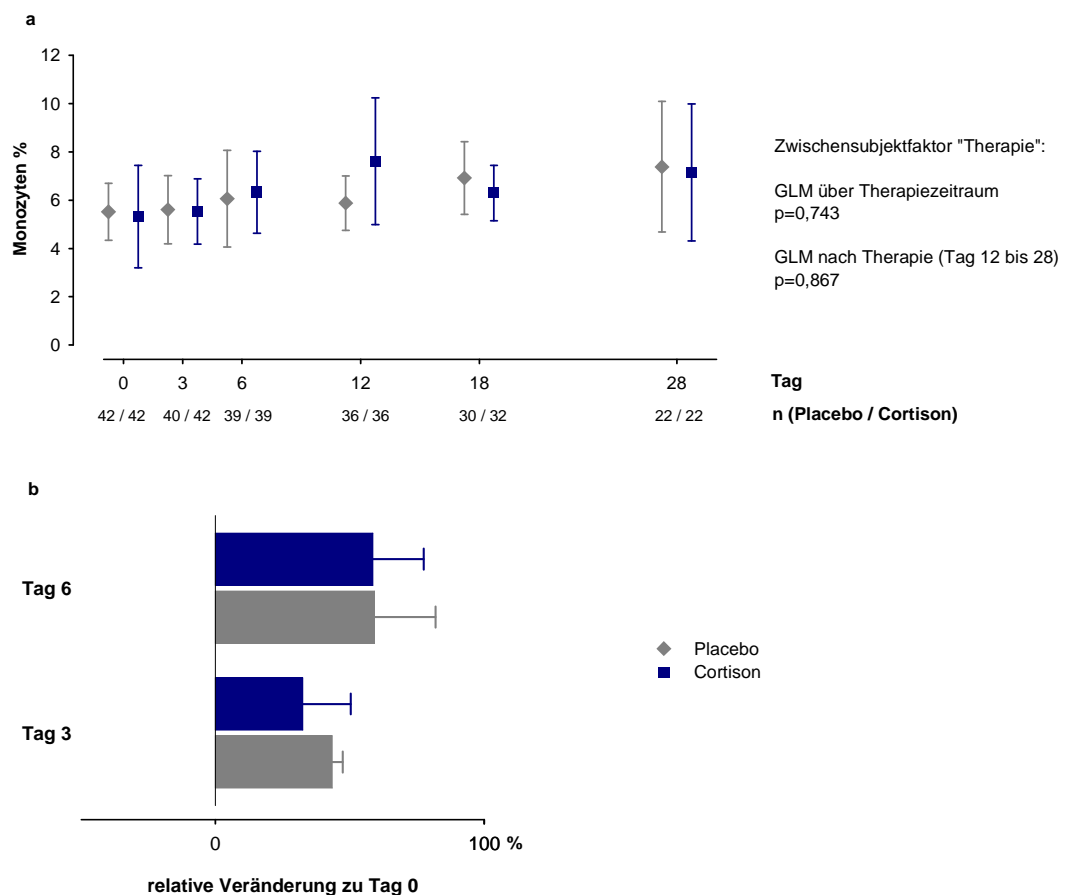 a
12
10
8
6
4
2
0
Monozyten %
Zwischensubjektfaktor "Therapie":
GLM über Therapiezeitraum
p=0,743
GLM nach Therapie (Tag 12 bis 28)
p=0,867
0 3 6 12 18 28 Tag
42 / 42 40 / 42 39 / 39 36 / 36 30 / 32 22 / 22 n (Placebo / Cortison)
b
Tag 6
Tag 3
Placebo
Cortison
0 100 %
relative Veränderung zu Tag 0